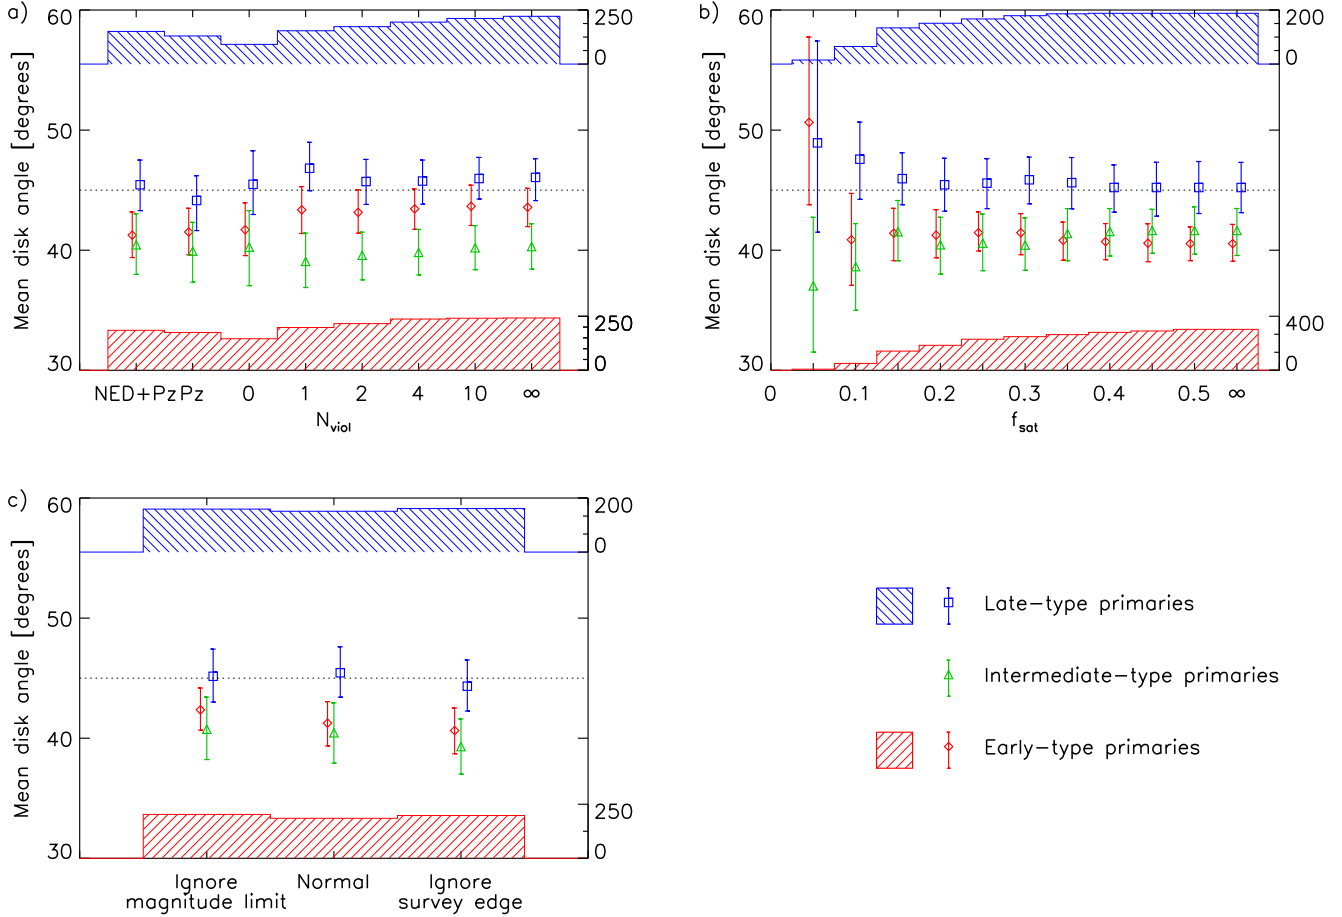 a)
60
50
40
30
Mean disk angle [degrees]
250
0
250
0
NED+Pz Pz 0 1 2 4 10 ∞
N_viol
b)
60
50
40
30
Mean disk angle [degrees]
200
0
400
0
0 0.1 0.2 0.3 0.4 0.5 ∞
f_sat
c)
60
50
40
30
Mean disk angle [degrees]
200
0
250
0
Ignore magnitude limit
Normal
Ignore survey edge
Late-type primaries
Intermediate-type primaries
Early-type primaries